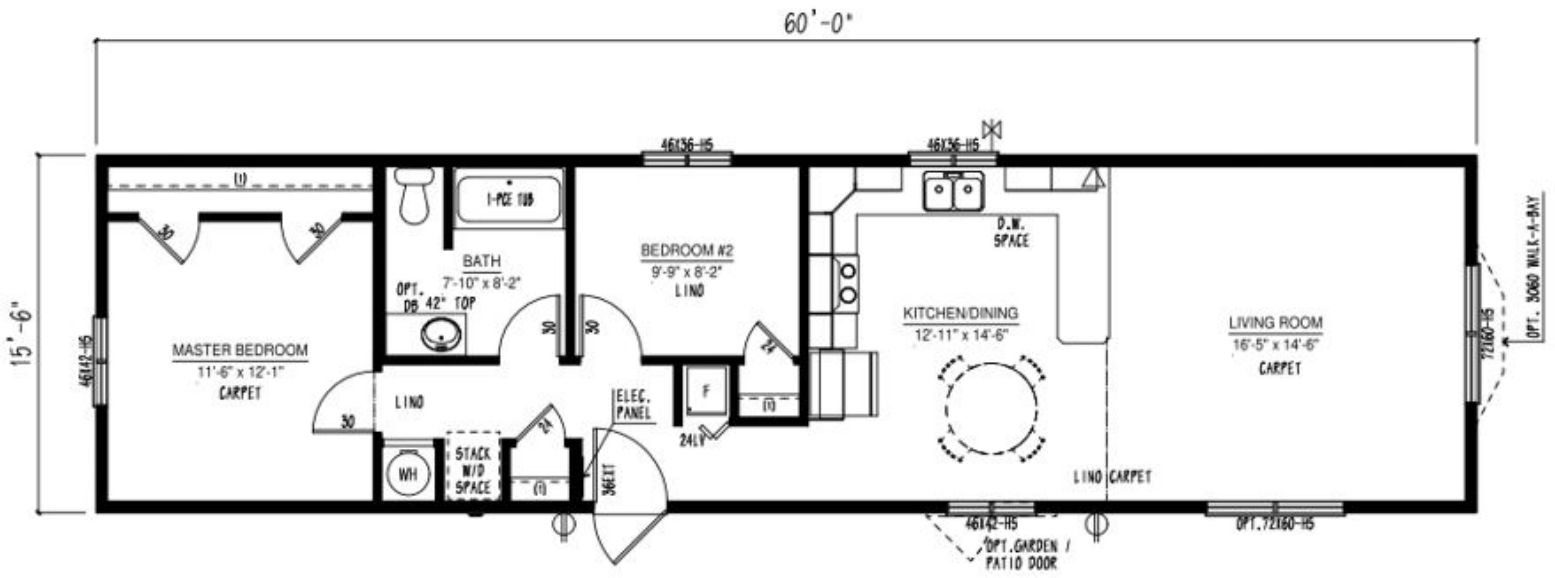 60'-0"
46X36-H5
46X36-H5
(1)
30
30
1-PCE TUB
BATH
7'-10" x 8'-2"
OPT.
DB 42" TOP
30
30
BEDROOM #2
9'-9" x 8'-2"
LINO
24
D.W.
SPACE
KITCHEN/DINING
12'-11" x 14'-6"
LIVING ROOM
16'-5" x 14'-6"
CARPET
OPT. 3060 WALK-A-BAY
72X60-H5
15'-6"
46X42-H5
MASTER BEDROOM
11'-6" x 12'-1"
CARPET
30
LINO
ELEC.
PANEL
F
(1)
24
24LV
WH
STACK
W/D
SPACE
(1)
36EXT
LINO CARPET
46X42-H5
OPT.GARDEN /
PATIO DOOR
OPT.72X60-H5